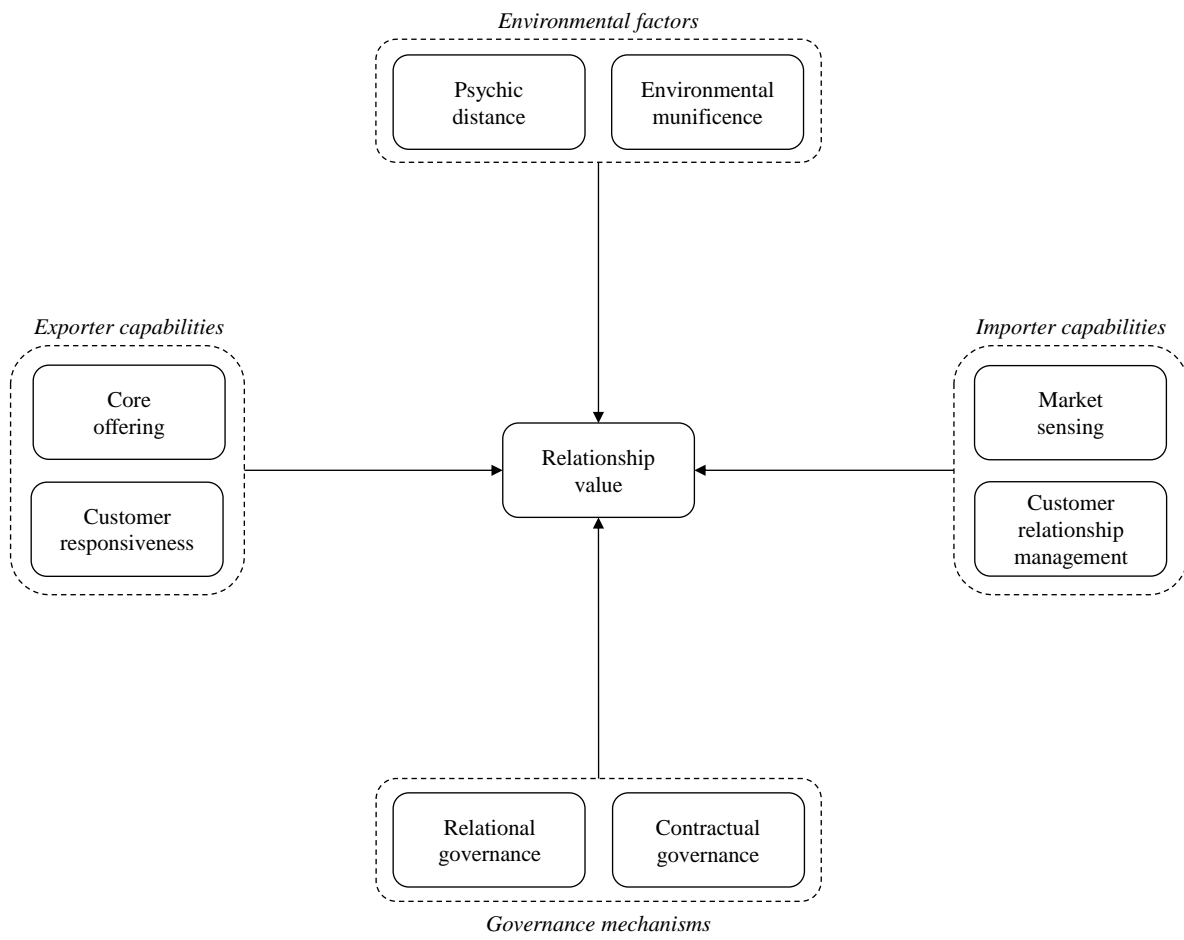 Environmental factors
Psychic
distance
Environmental
munificence
Exporter capabilities
Core
offering
Customer
responsiveness
Relationship
value
Importer capabilities
Market
sensing
Customer
relationship
management
Relational
governance
Contractual
governance
Governance mechanisms